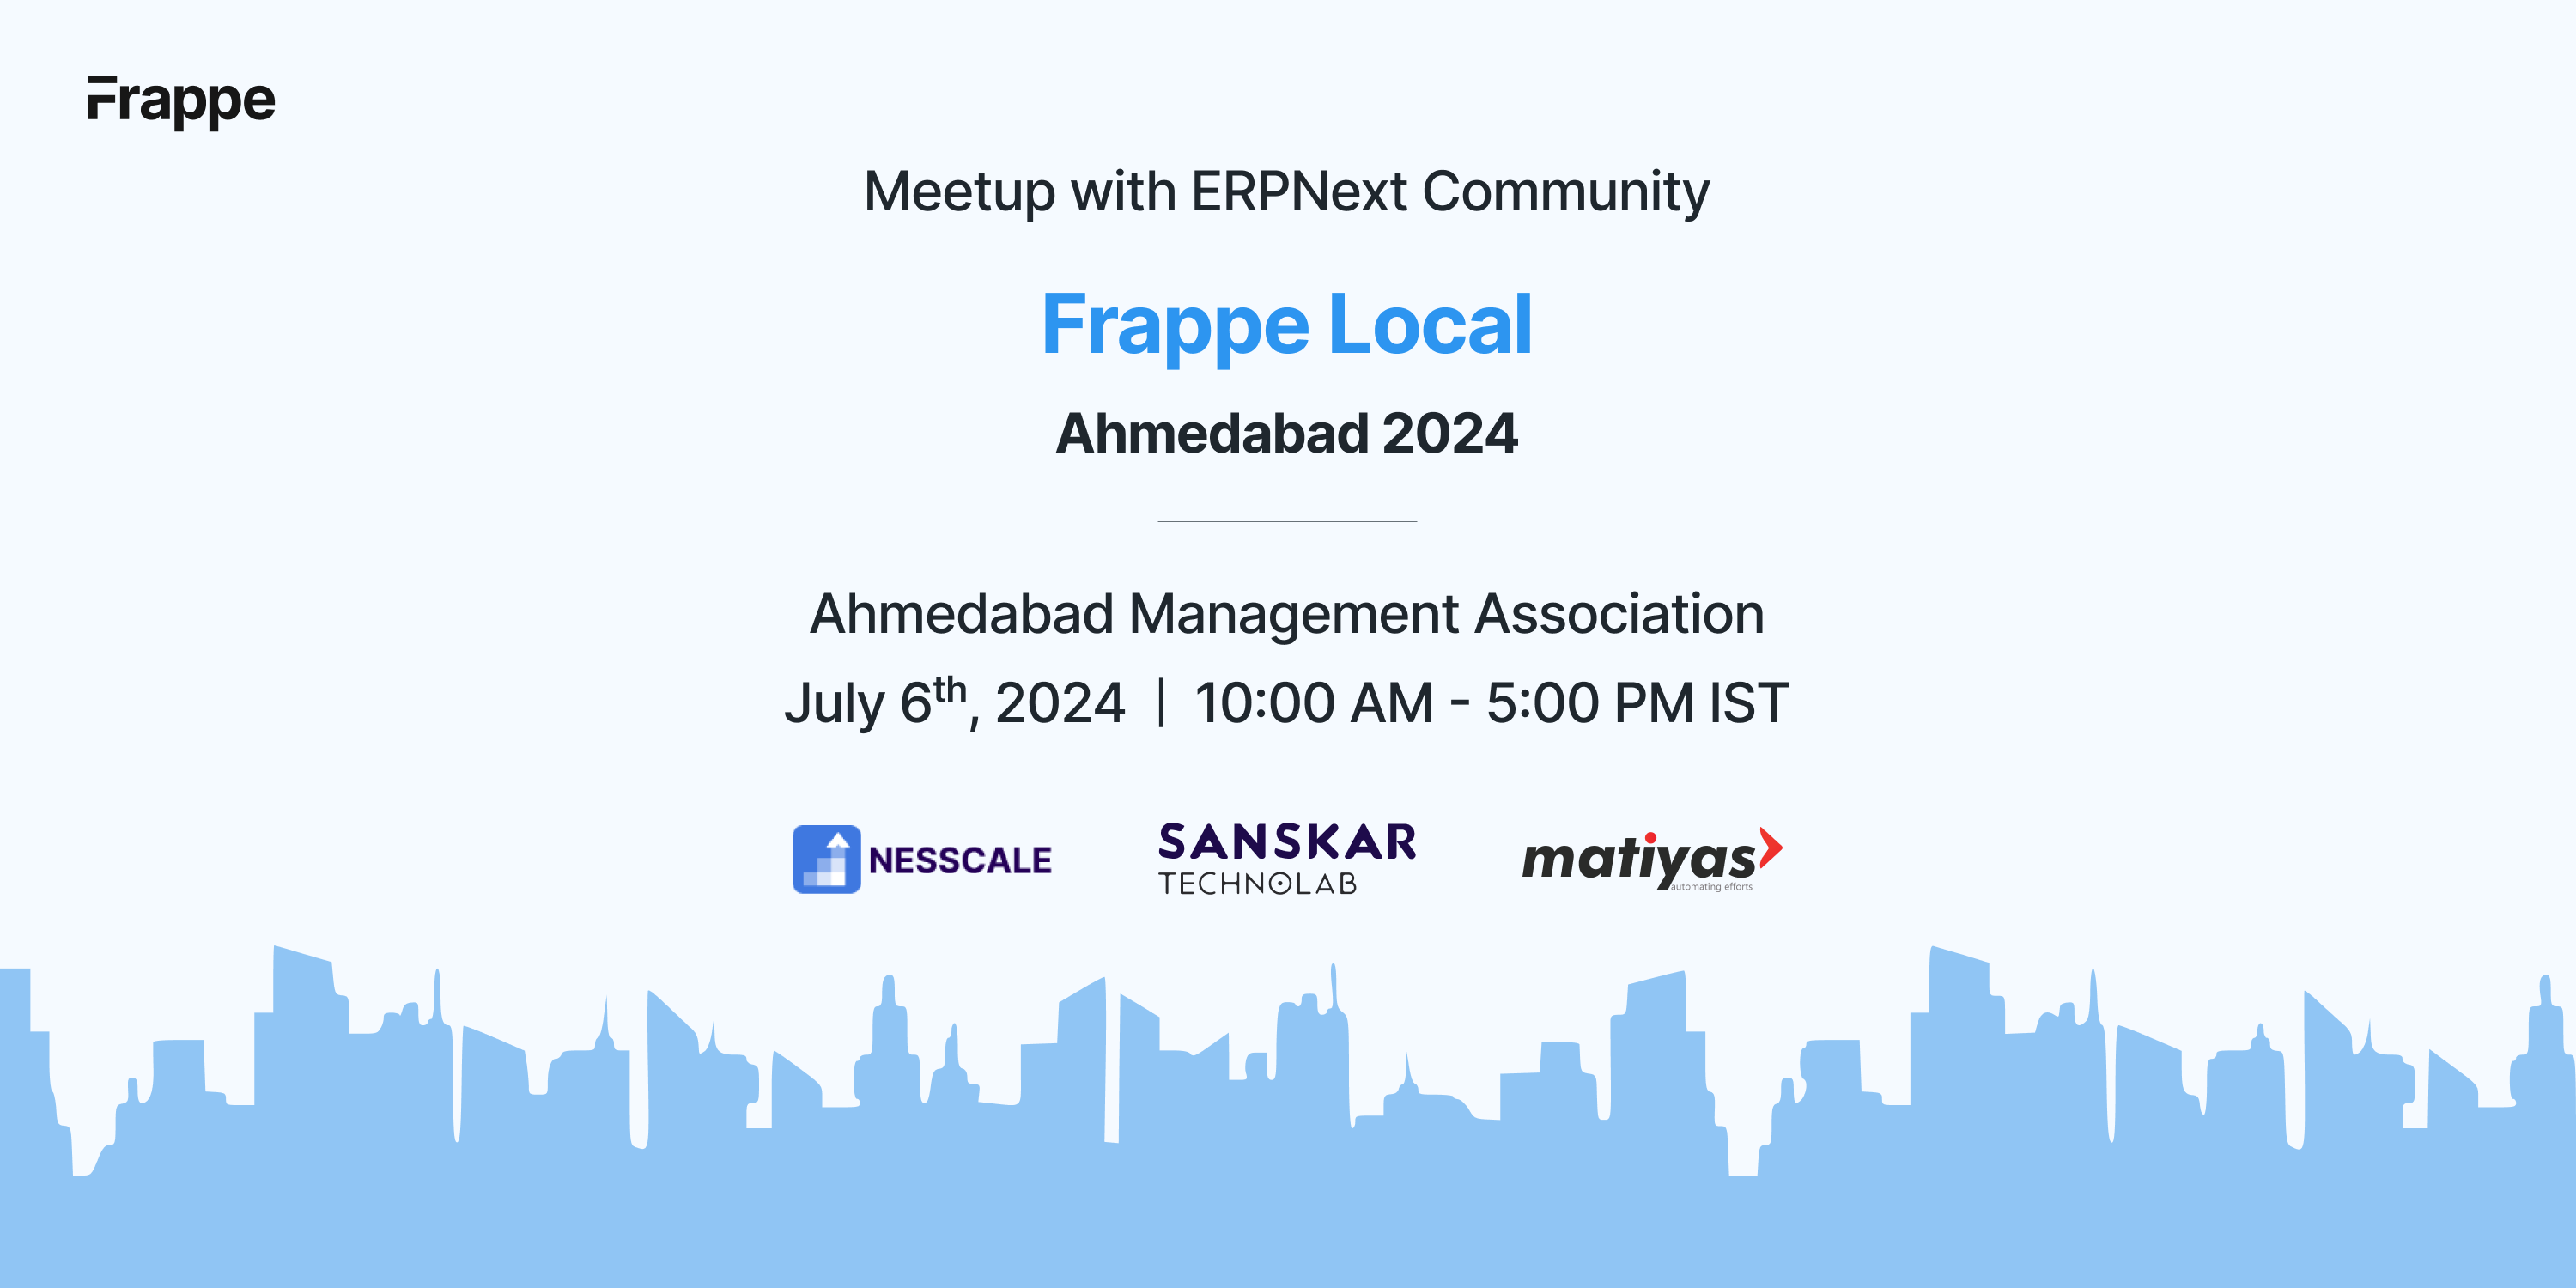 Frappe
Meetup with ERPNext Community
Frappe Local
Ahmedabad 2024
Ahmedabad Management Association
July 6th, 2024 | 10:00 AM - 5:00 PM IST
NESSCALE
SANSKAR
TECHNOLAB
matiyas
automating efforts